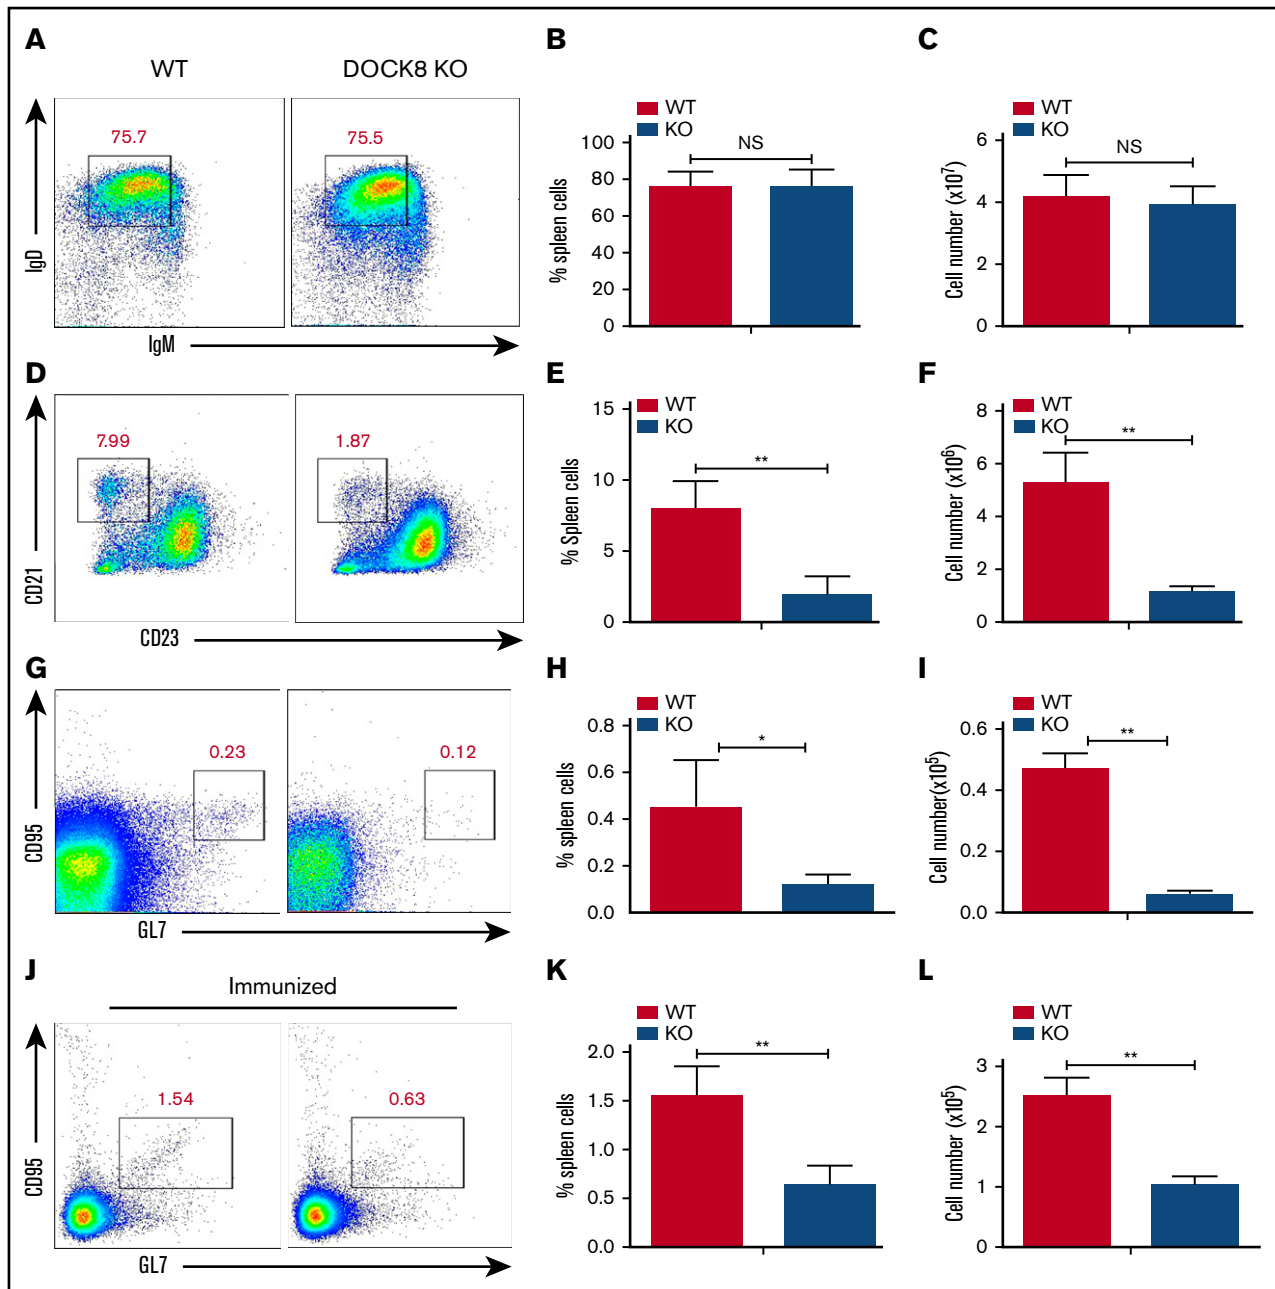 A
WT
DOCK8 KO
75.7
75.5
IgD
IgM
B
WT
KO
NS
100
80
60
40
20
0
% spleen cells
C
WT
KO
NS
6
4
2
0
Cell number (x10⁷)
D
7.99
1.87
CD21
CD23
E
WT
KO
**
15
10
5
0
% Spleen cells
F
WT
KO
**
8
6
4
2
0
Cell number (x10⁶)
G
0.23
0.12
CD95
GL7
H
WT
KO
*
0.8
0.6
0.4
0.2
0.0
% spleen cells
I
WT
KO
**
0.6
0.4
0.2
0.0
Cell number(x10⁵)
J
Immunized
1.54
0.63
CD95
GL7
K
WT
KO
**
2.0
1.5
1.0
0.5
0.0
% spleen cells
L
WT
KO
**
3
2
1
0
Cell number (x10⁵)